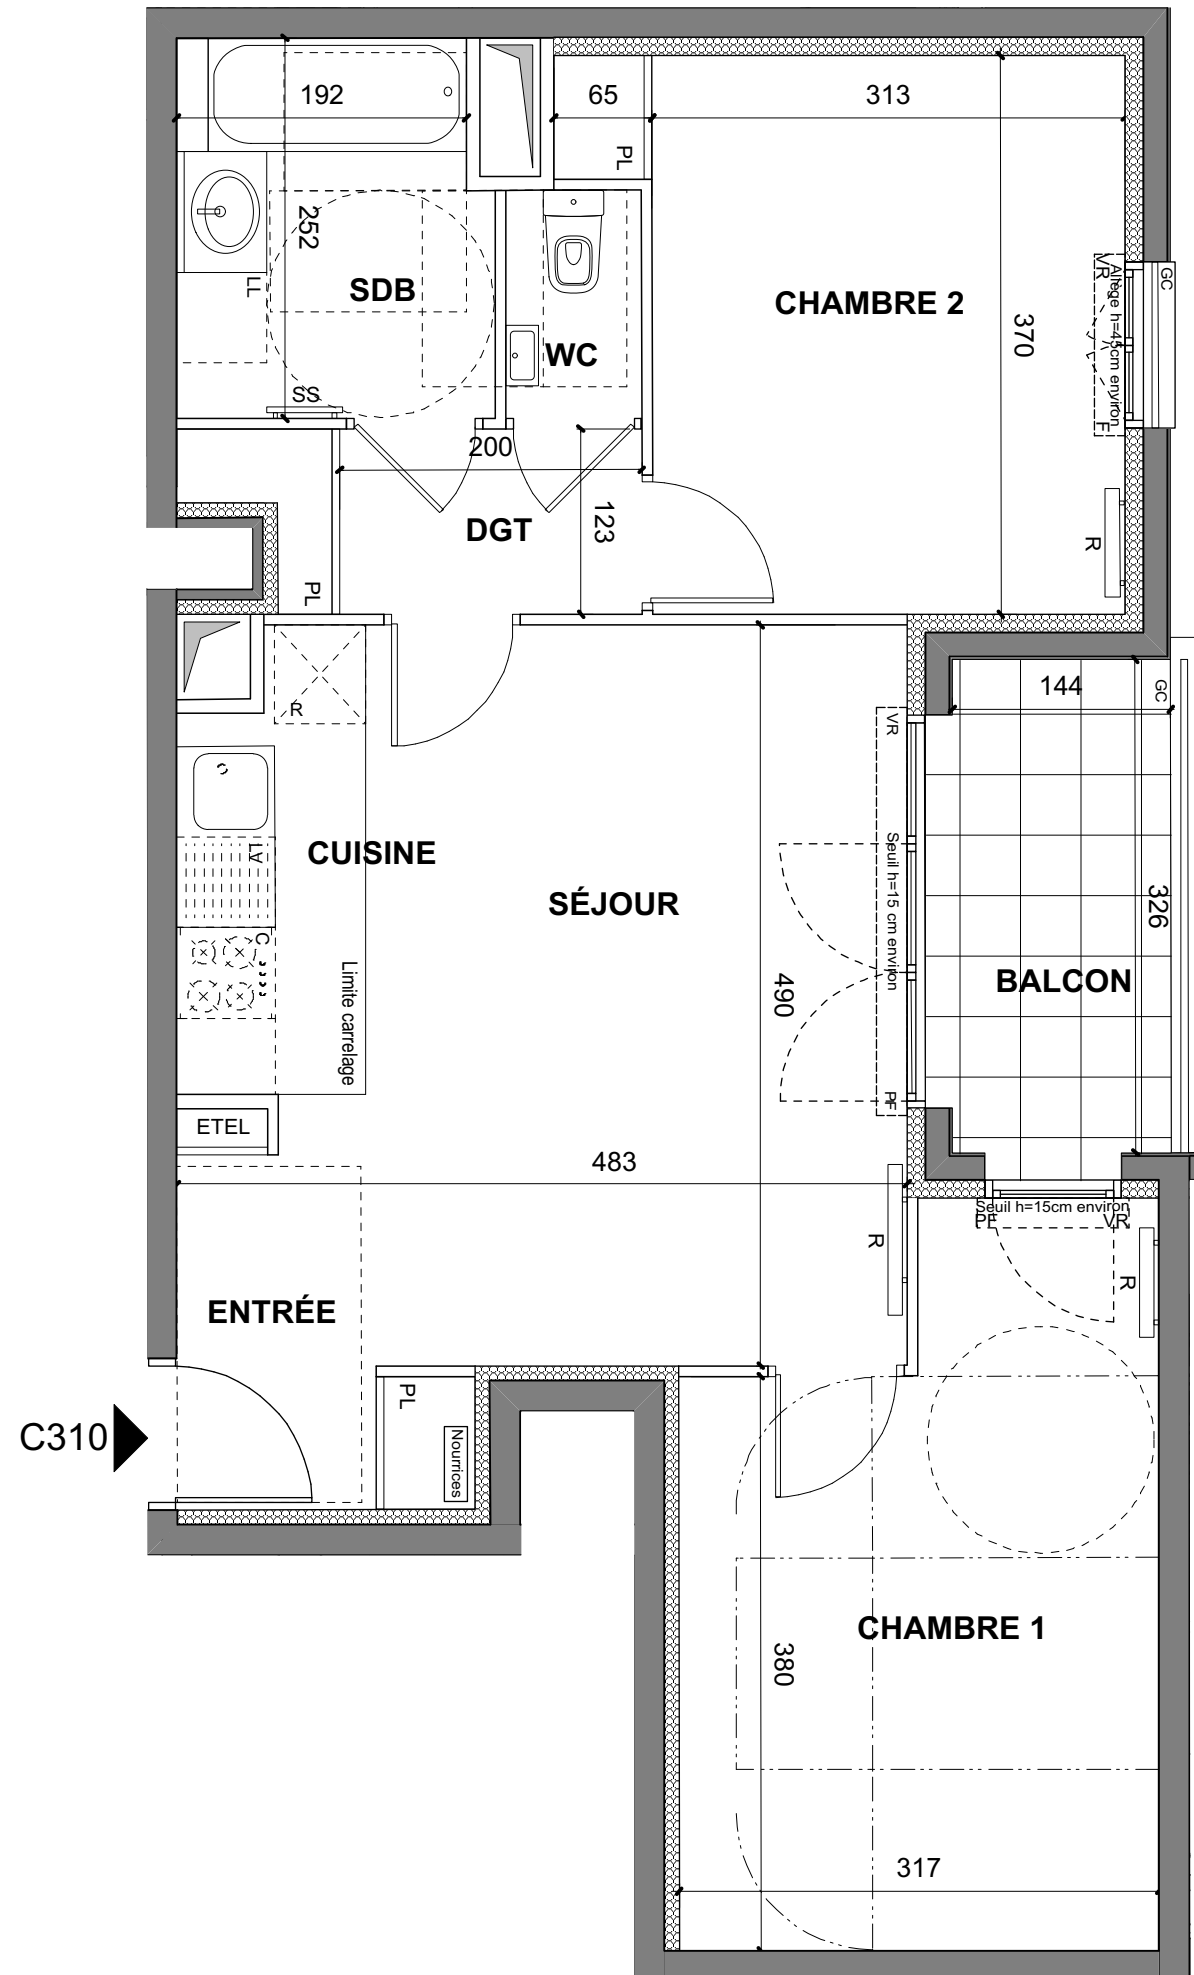 192
65
313
PL
252
SDB
LL
SS
WC
CHAMBRE 2
370
VR
Allège h=45cm environ
F
GC
R
200
DGT
123
PL
R
144
GC
VR
Seuil h=15 cm environ
PF
CUISINE
LV
C
Limite carrelage
SÉJOUR
490
326
BALCON
ETEL
483
Seuil h=15cm environ
PF
VR
R
R
ENTRÉE
PL
Nourrices
C310
CHAMBRE 1
380
317